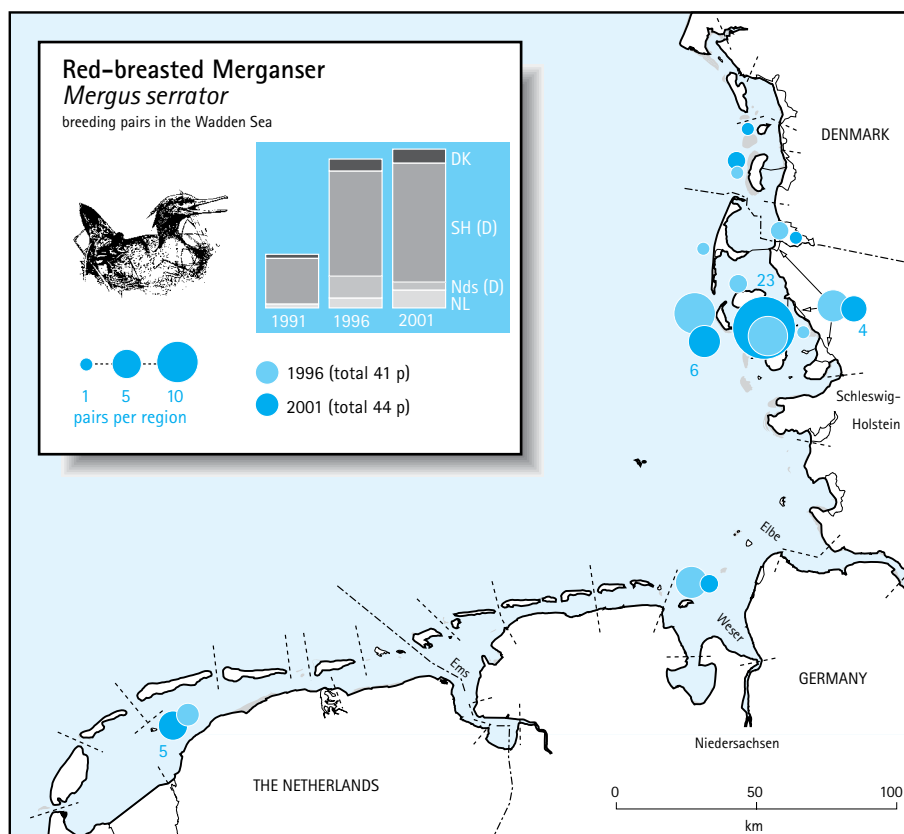 Red-breasted Merganser
Mergus serrator
breeding pairs in the Wadden Sea
DK
SH (D)
Nds (D)
NL
1991
1996
2001
1
5
10
pairs per region
1996 (total 41 p)
2001 (total 44 p)
DENMARK
23
4
6
Schleswig-
Holstein
Elbe
Weser
Ems
GERMANY
Niedersachsen
5
THE NETHERLANDS
0
50
100
km